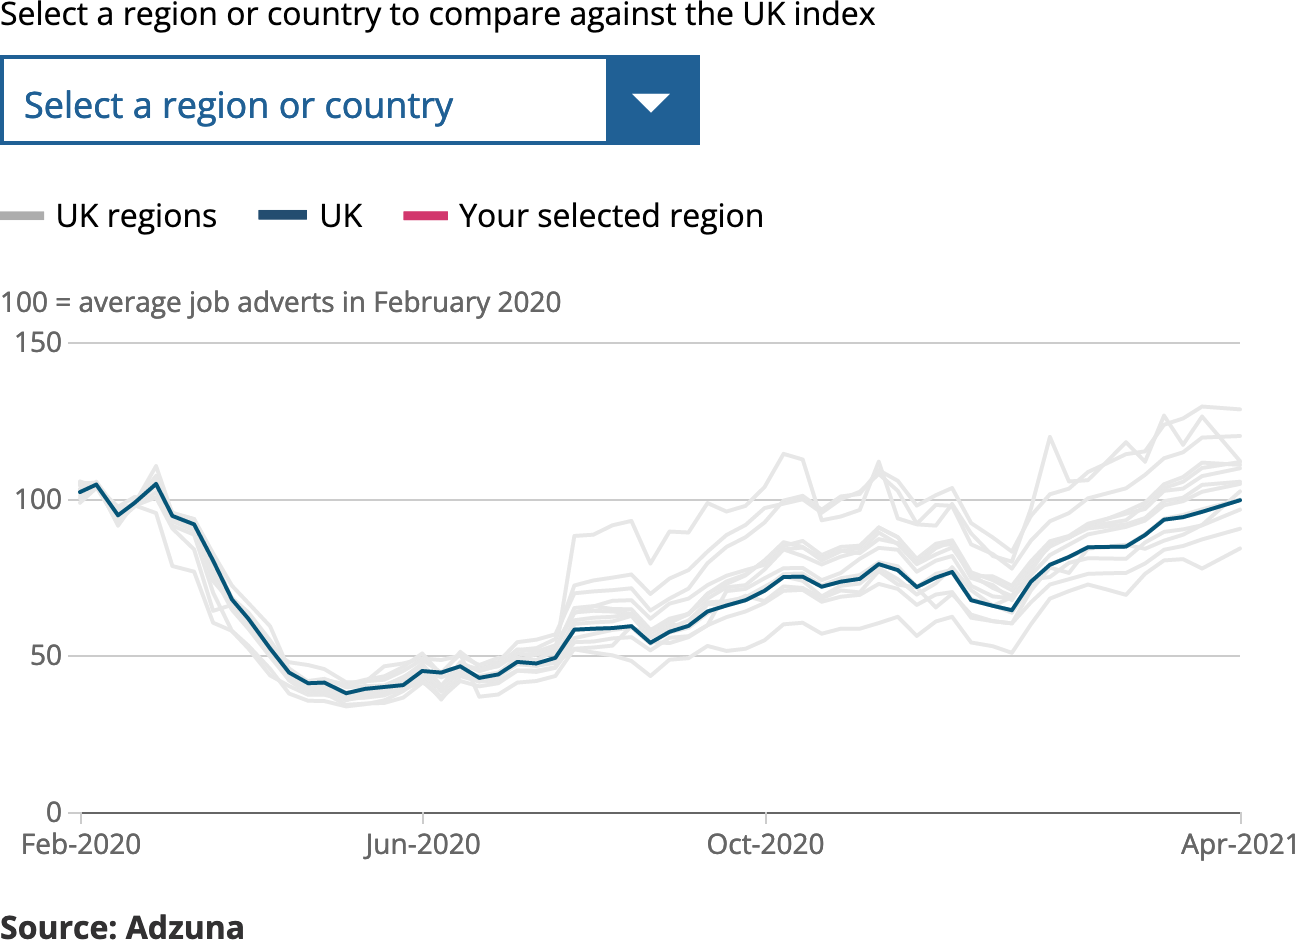 Select a region or country to compare against the UK index
Select a region or country
UK regions UK Your selected region
100 = average job adverts in February 2020
150
100
50
0
Feb-2020 Jun-2020 Oct-2020 Apr-2021
Source: Adzuna